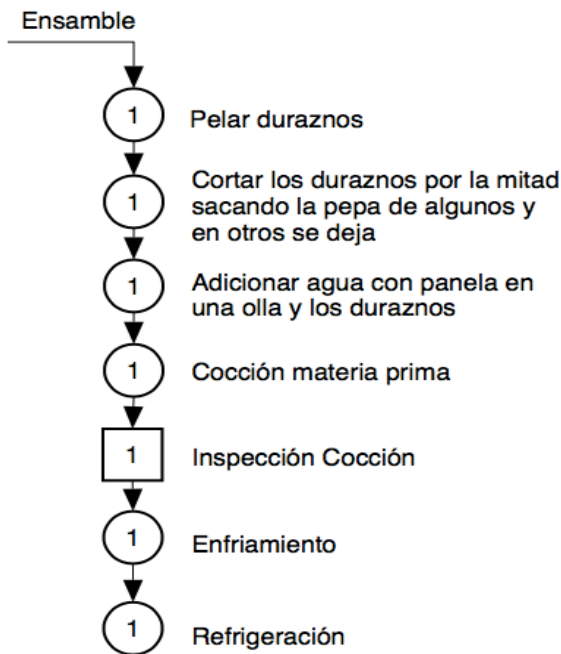 Ensamble
1 Pelar duraznos
1 Cortar los duraznos por la mitad
sacando la pepa de algunos y
en otros se deja
1 Adicionar agua con panela en
una olla y los duraznos
1 Cocción materia prima
1 Inspección Cocción
1 Enfriamiento
1 Refrigeración